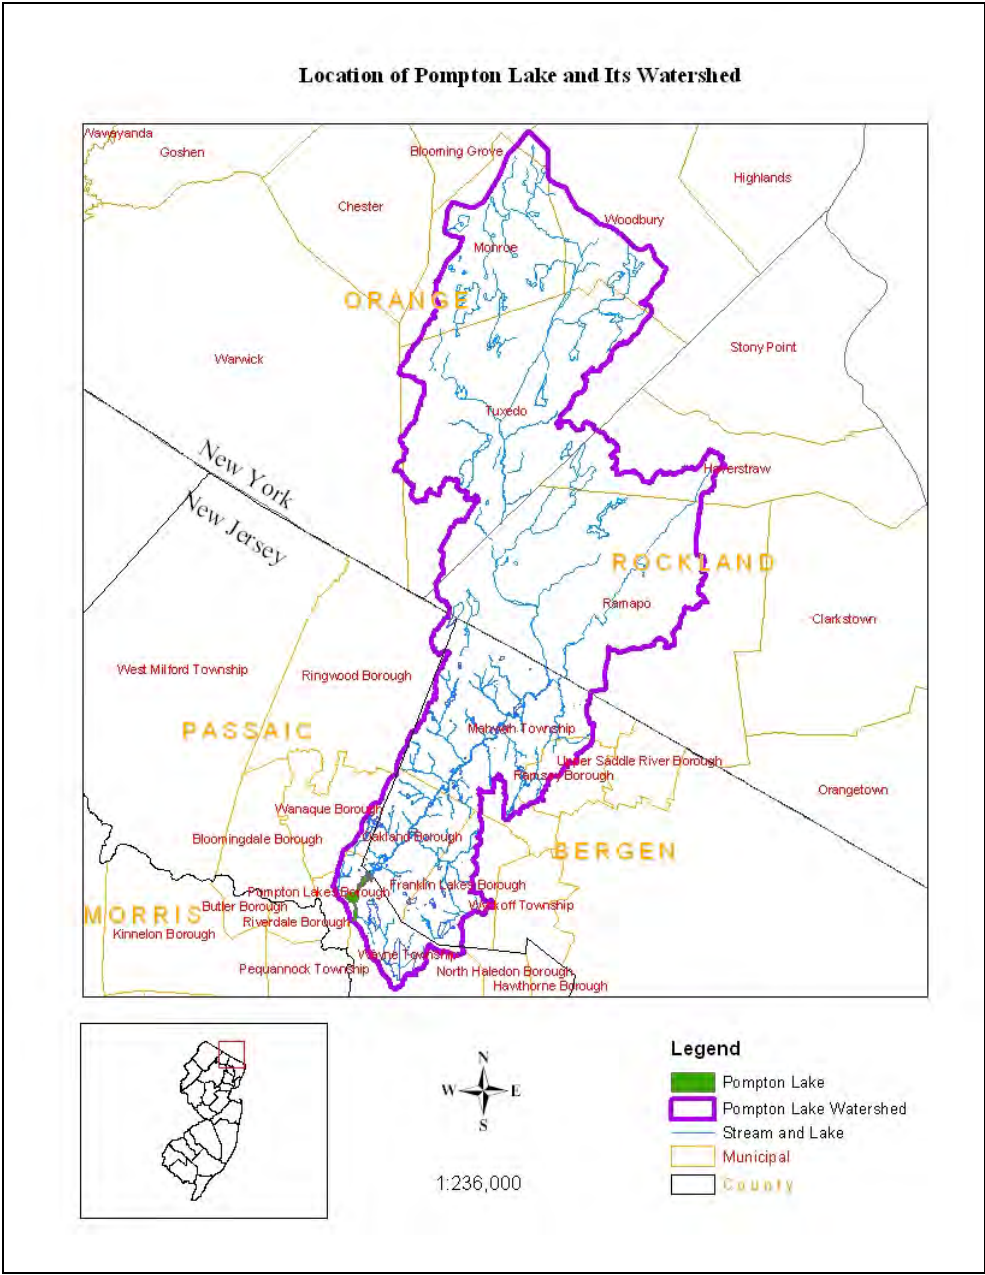 Location of Pompton Lake and Its Watershed
Wawayanda
Goshen
Blooming Grove
Highlands
Chester
Woodbury
Monroe
ORANGE
Stony Point
Warwick
Tuxedo
New York
Haverstraw
New Jersey
ROCKLAND
Ramapo
Clarkstown
West Milford Township
Ringwood Borough
PASSAIC
Mahwah Township
Upper Saddle River Borough
Ramsey Borough
Orangetown
Wanaque Borough
Bloomingdale Borough
Oakland Borough
BERGEN
Franklin Lakes Borough
Pompton Lakes Borough
Butler Borough
Wyckoff Township
MORRIS
Riverdale Borough
Kinnelon Borough
Wayne Township
Pequannock Township
North Haledon Borough
Hawthorne Borough
N
W E
S
1:236,000
Legend
Pompton Lake
Pompton Lake Watershed
Stream and Lake
Municipal
County